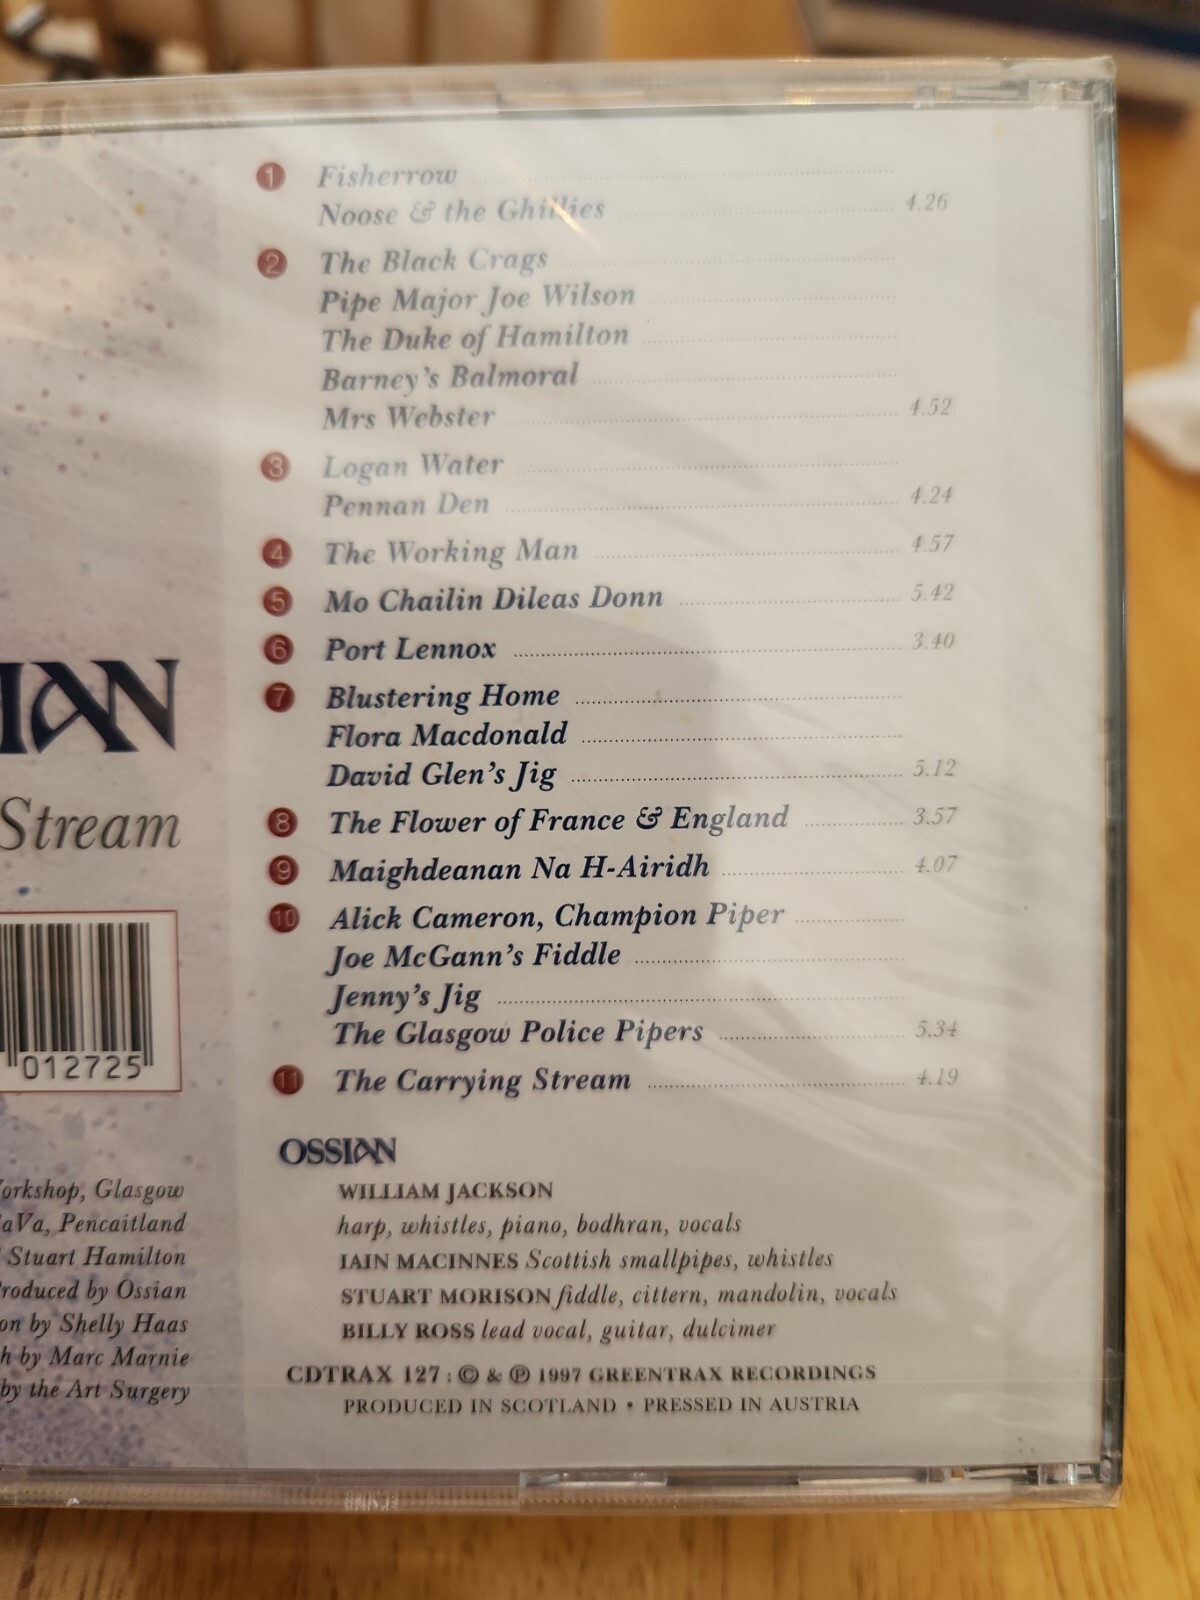 1 Fisherrow
Noose & the Ghillies 4.26
2 The Black Crags
Pipe Major Joe Wilson
The Duke of Hamilton
Barney's Balmoral
Mrs Webster 4.52
3 Logan Water
Pennan Den 4.24
4 The Working Man 4.57
5 Mo Chailin Dileas Donn 5.42
6 Port Lennox 3.40
7 Blustering Home
Flora Macdonald
David Glen's Jig 5.12
8 The Flower of France & England 3.57
9 Maighdeanan Na H-Airidh 4.07
10 Alick Cameron, Champion Piper
Joe McGann's Fiddle
Jenny's Jig
The Glasgow Police Pipers 5.34
11 The Carrying Stream 4.19
OSSIAN
WILLIAM JACKSON
harp, whistles, piano, bodhran, vocals
IAIN MACINNES Scottish smallpipes, whistles
STUART MORISON fiddle, cittern, mandolin, vocals
BILLY ROSS lead vocal, guitar, dulcimer
CDTRAX 127 : © & ℗ 1997 GREENTRAX RECORDINGS
PRODUCED IN SCOTLAND • PRESSED IN AUSTRIA
IAN
Stream
012725
orkshop, Glasgow
aVa, Pencaitland
Stuart Hamilton
roduced by Ossian
on by Shelly Haas
h by Marc Marnie
by the Art Surgery